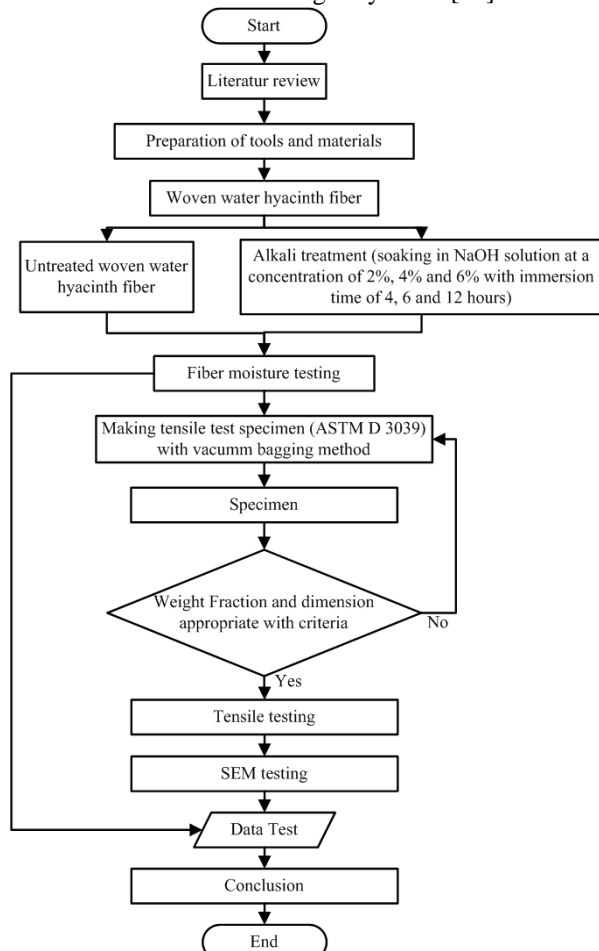 Start
Literatur review
Preparation of tools and materials
Woven water hyacinth fiber
Untreated woven water
hyacinth fiber
Alkali treatment (soaking in NaOH solution at a
concentration of 2%, 4% and 6% with immersion
time of 4, 6 and 12 hours)
Fiber moisture testing
Making tensile test specimen (ASTM D 3039)
with vacumm bagging method
Specimen
Weight Fraction and dimension
appropriate with criteria
No
Yes
Tensile testing
SEM testing
Data Test
Conclusion
End